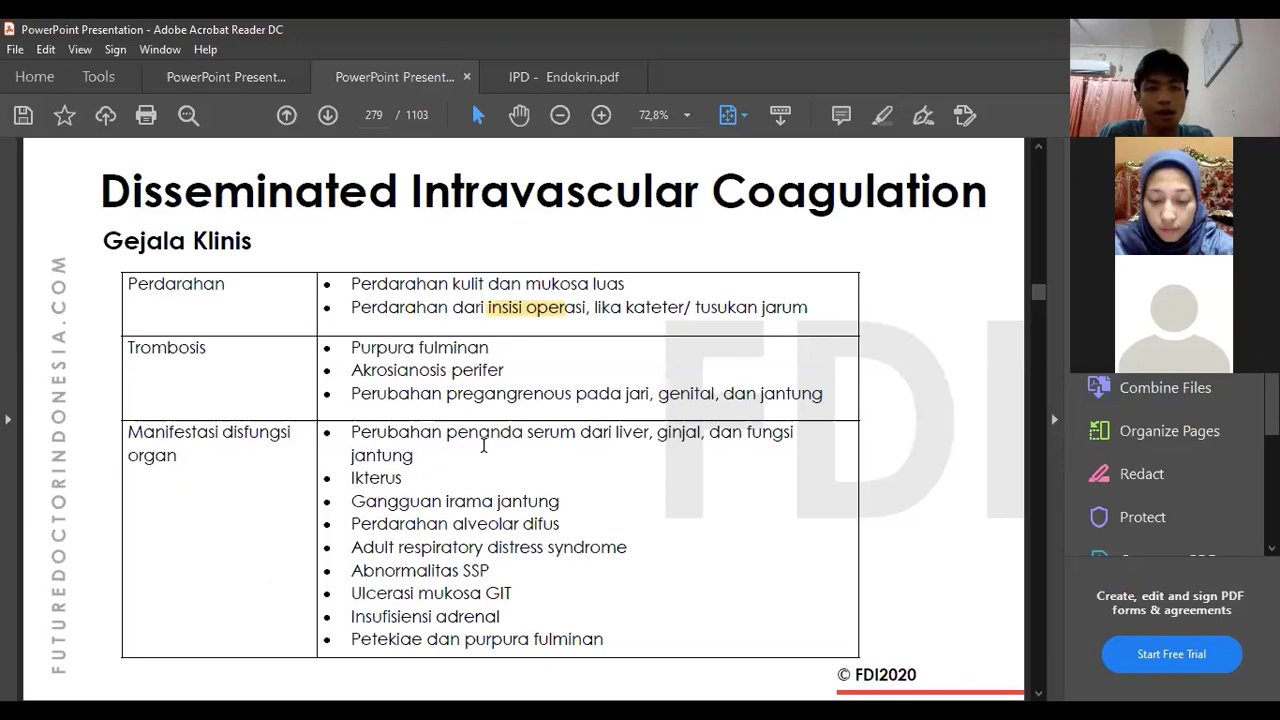 PowerPoint Presentation - Adobe Acrobat Reader DC
File Edit View Sign Window Help
Home Tools PowerPoint Present... PowerPoint Present... × IPD - Endokrin.pdf
279 / 1103 72,8%
Disseminated Intravascular Coagulation
Gejala Klinis
Perdarahan
• Perdarahan kulit dan mukosa luas
• Perdarahan dari insisi operasi, lika kateter/ tusukan jarum
Trombosis
• Purpura fulminan
• Akrosianosis perifer
• Perubahan pregangrenous pada jari, genital, dan jantung
Manifestasi disfungsi
organ
• Perubahan penanda serum dari liver, ginjal, dan fungsi
jantung
• Ikterus
• Gangguan irama jantung
• Perdarahan alveolar difus
• Adult respiratory distress syndrome
• Abnormalitas SSP
• Ulcerasi mukosa GIT
• Insufisiensi adrenal
• Petekiae dan purpura fulminan
© FDI2020
FUTUREDOCTORINDONESIA.COM
FDI
Combine Files
Organize Pages
Redact
Protect
Create, edit and sign PDF
forms & agreements
Start Free Trial